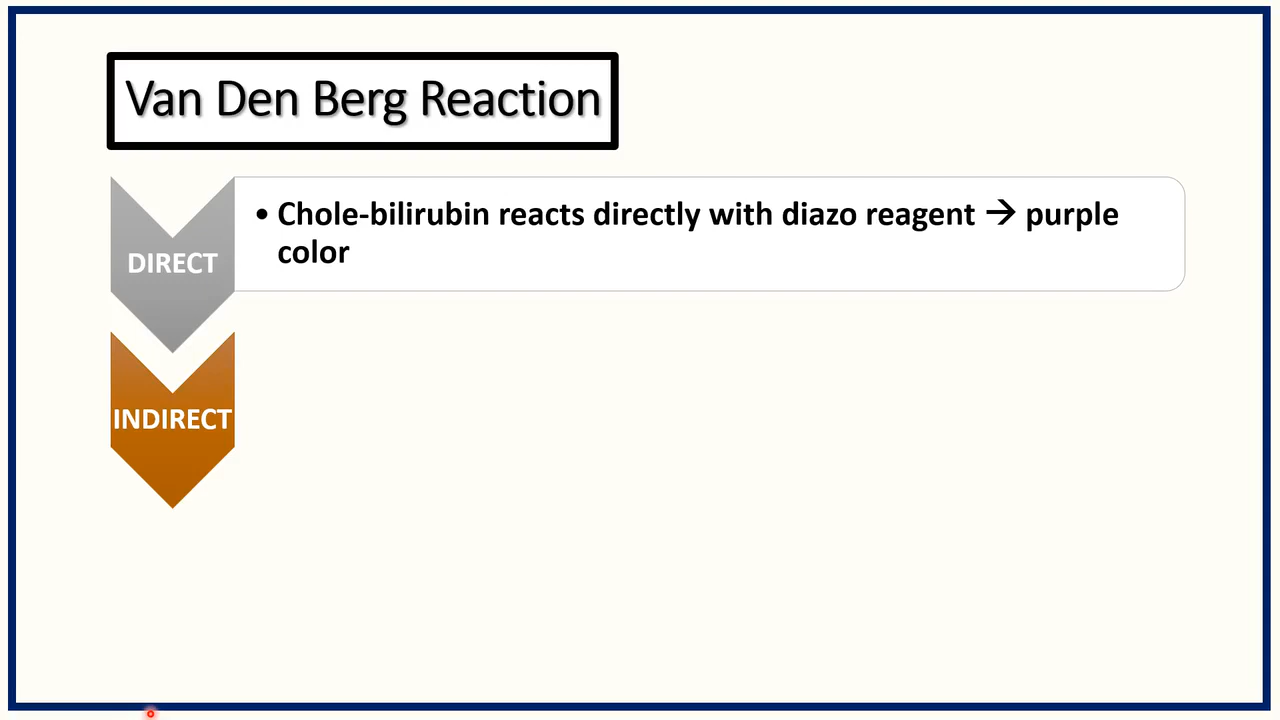 Van Den Berg Reaction
DIRECT
• Chole-bilirubin reacts directly with diazo reagent → purple
color
INDIRECT